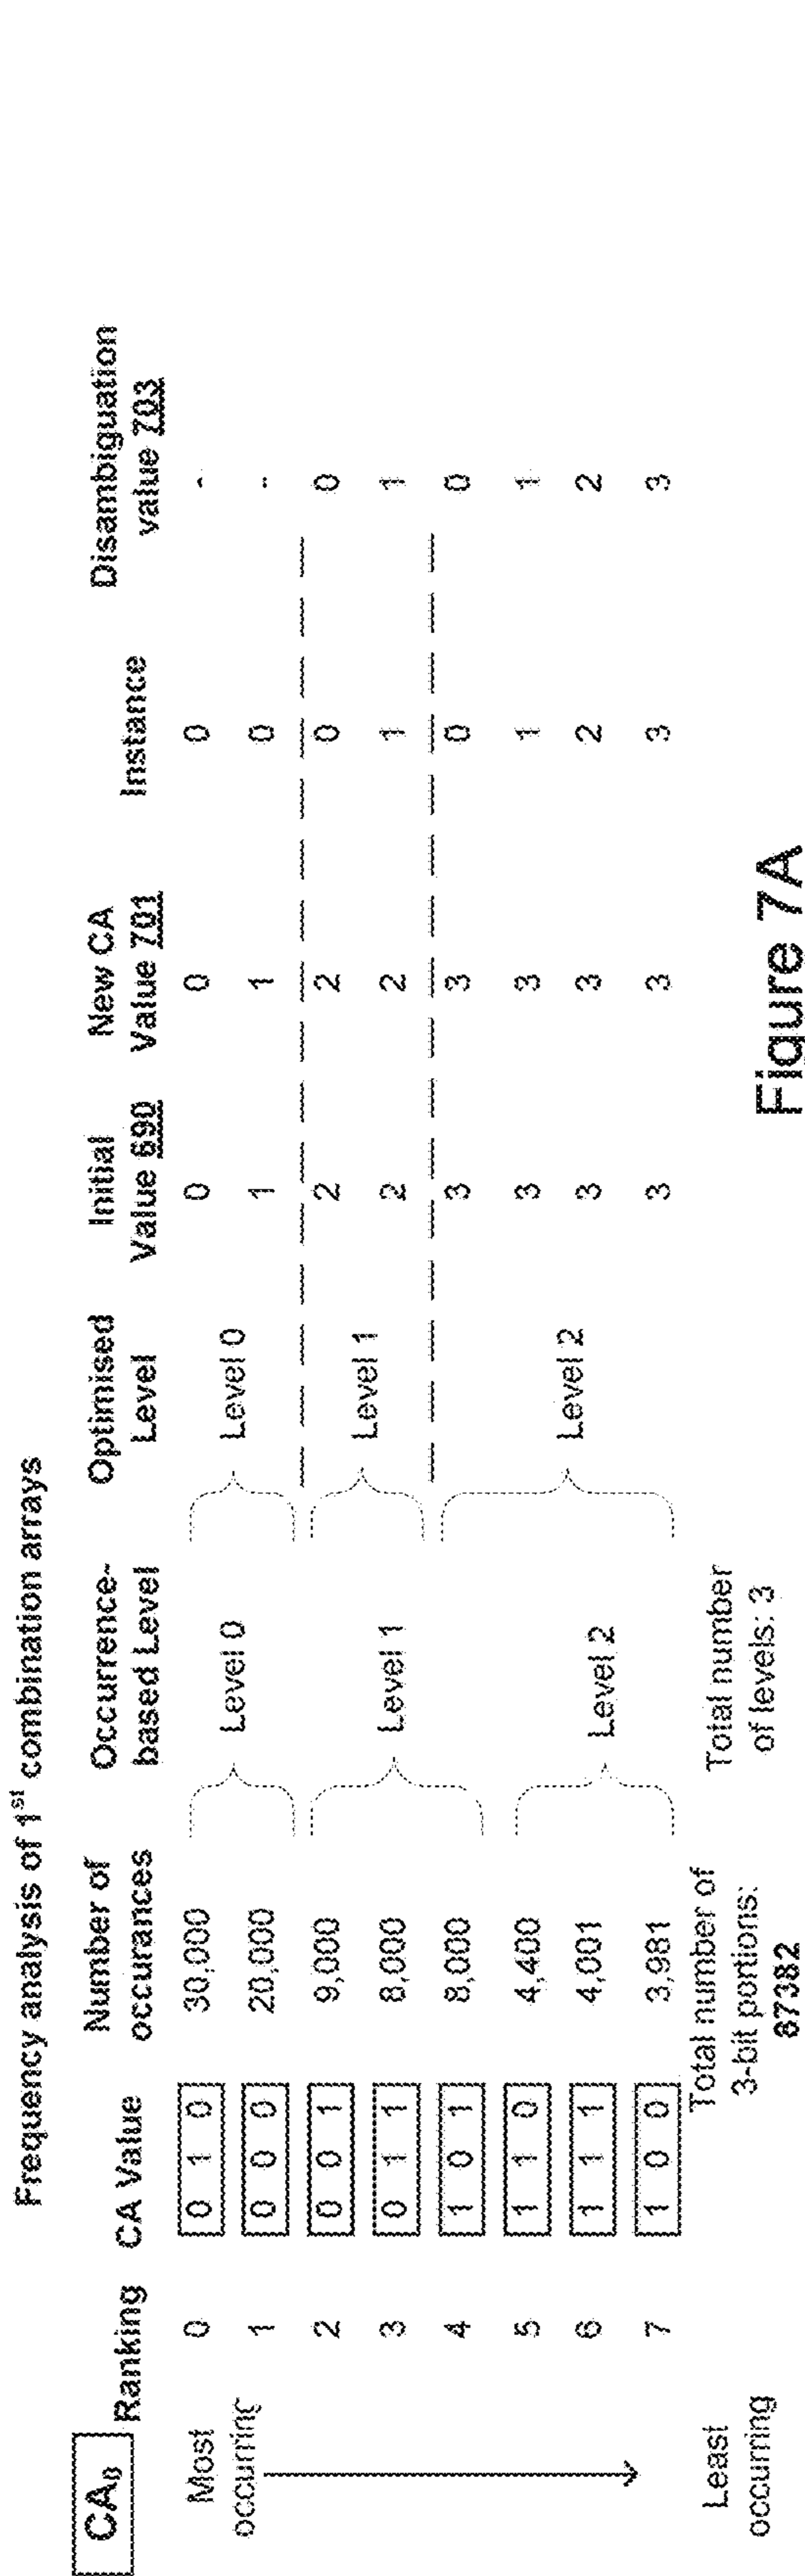 Frequency analysis of 1st combination arrays
CA0
Ranking CA Value Number of occurances Occurrence-based Level Optimised Level Initial Value 690 New CA Value 701 Instance Disambiguation value 703
Most occurring
0 0 1 0 30,000 0 0 0 -
Level 0 Level 0
1 0 0 0 20,000 1 1 0 -
2 0 0 1 9,000 2 2 0 0
Level 1 Level 1
3 0 1 1 8,000 2 2 1 1
4 1 0 1 8,000 3 3 0 0
5 1 1 0 4,400 3 3 1 1
Level 2 Level 2
6 1 1 1 4,001 3 3 2 2
7 1 0 0 3,981 3 3 3 3
Least occurring
Total number of 3-bit portions: 87382
Total number of levels: 3
Figure 7A